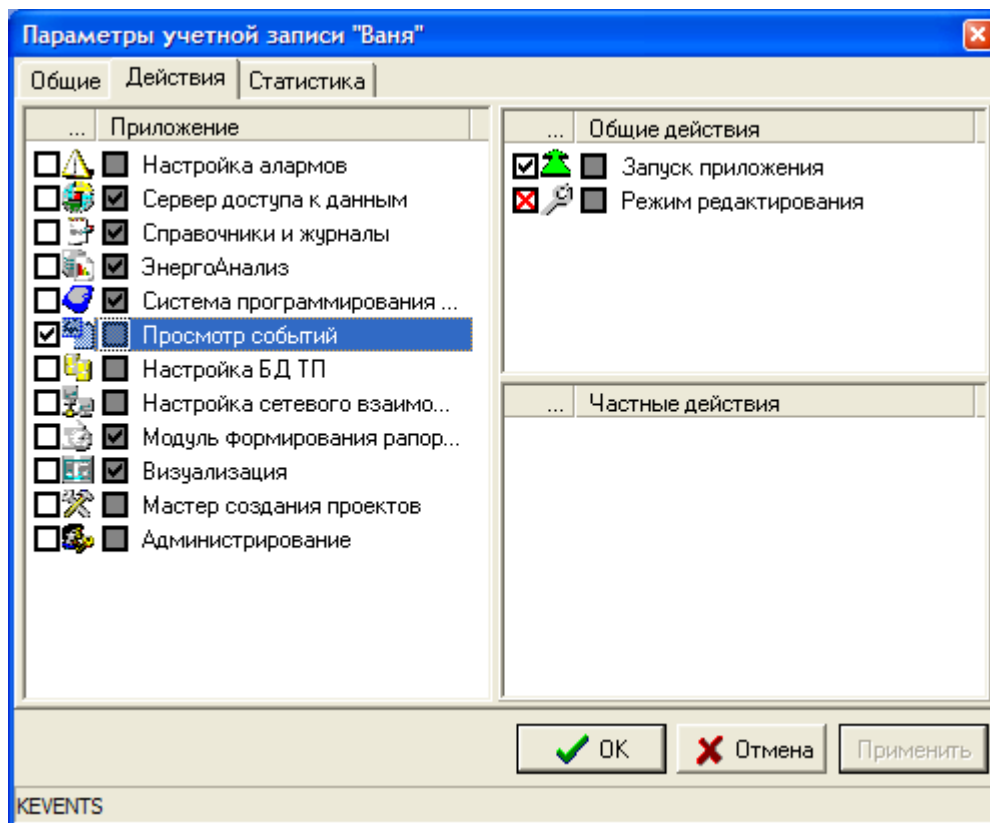 Параметры учетной записи "Ваня"
Общие Действия Статистика
... Приложение
Настройка алармов
Сервер доступа к данным
Справочники и журналы
ЭнергоАнализ
Система программирования ...
Просмотр событий
Настройка БД ТП
Настройка сетевого взаимо...
Модуль формирования рапор...
Визуализация
Мастер создания проектов
Администрирование
... Общие действия
Запуск приложения
Режим редактирования
... Частные действия
OK Отмена Применить
KEVENTS